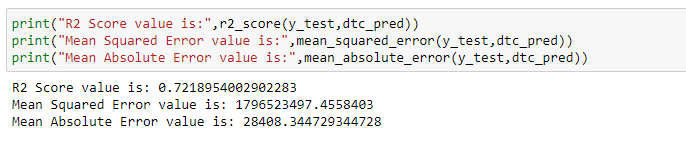 print("R2 Score value is:",r2_score(y_test,dtc_pred))
print("Mean Squared Error value is:",mean_squared_error(y_test,dtc_pred))
print("Mean Absolute Error value is:",mean_absolute_error(y_test,dtc_pred))
R2 Score value is: 0.7218954002902283
Mean Squared Error value is: 1796523497.4558403
Mean Absolute Error value is: 28408.344729344728